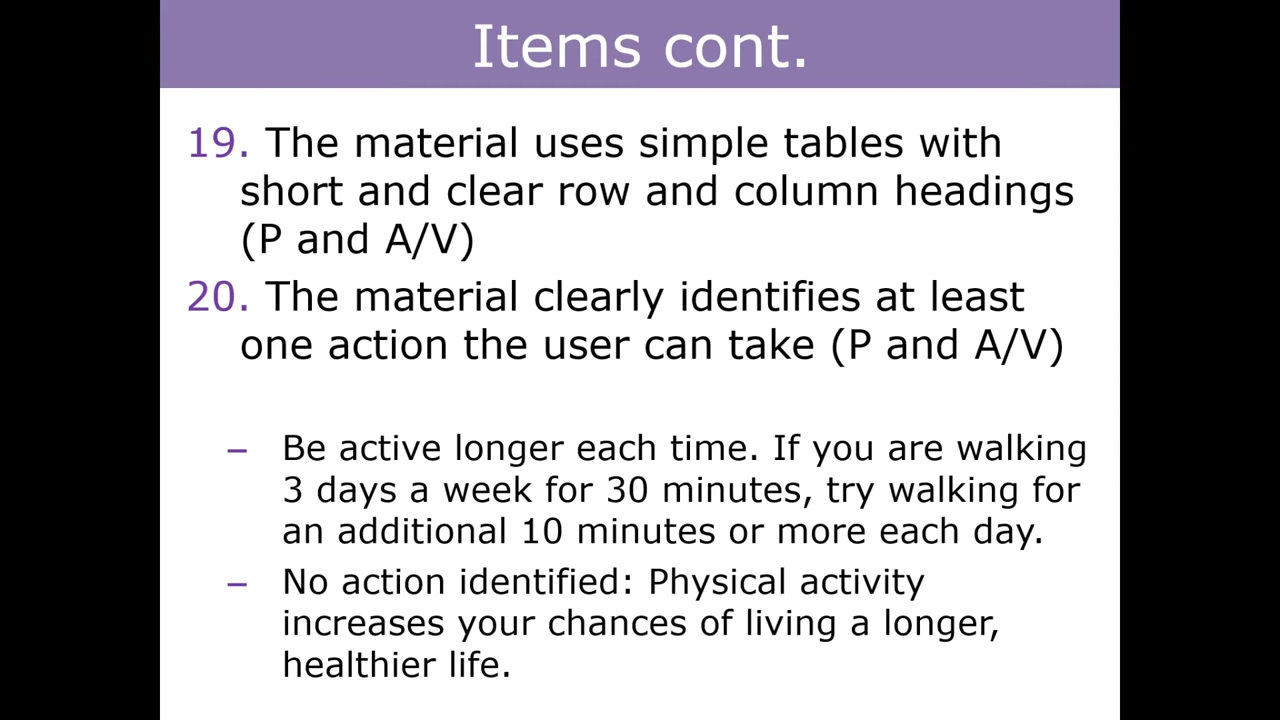 Items cont.
19. The material uses simple tables with
short and clear row and column headings
(P and A/V)
20. The material clearly identifies at least
one action the user can take (P and A/V)
– Be active longer each time. If you are walking
3 days a week for 30 minutes, try walking for
an additional 10 minutes or more each day.
– No action identified: Physical activity
increases your chances of living a longer,
healthier life.